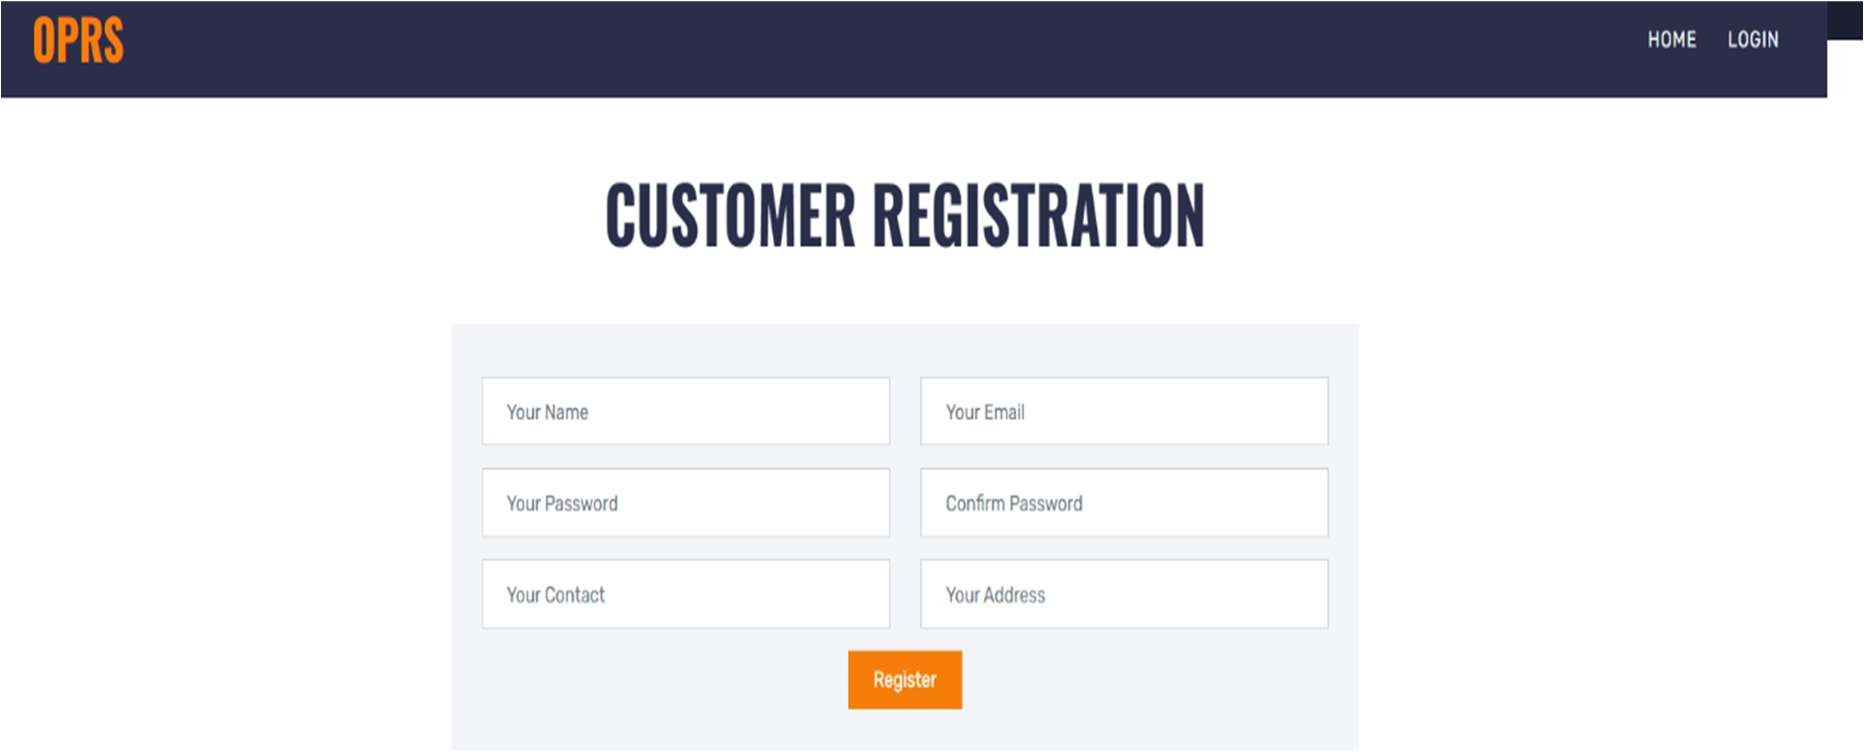 OPRS
HOME LOGIN
CUSTOMER REGISTRATION
Your Name
Your Email
Your Password
Confirm Password
Your Contact
Your Address
Register